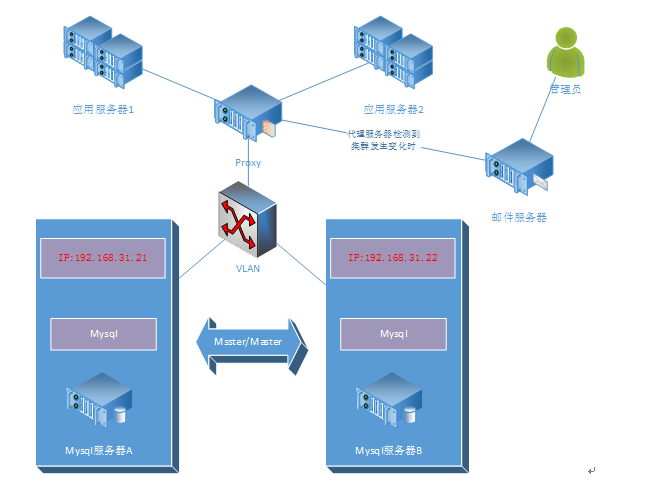 应用服务器1
应用服务器2
管理员
代理服务器检测到
集群发生变化时
Proxy
邮件服务器
VLAN
IP:192.168.31.21
IP:192.168.31.22
Mysql
Msster/Master
Mysql
Mysql服务器A
Mysql服务器B